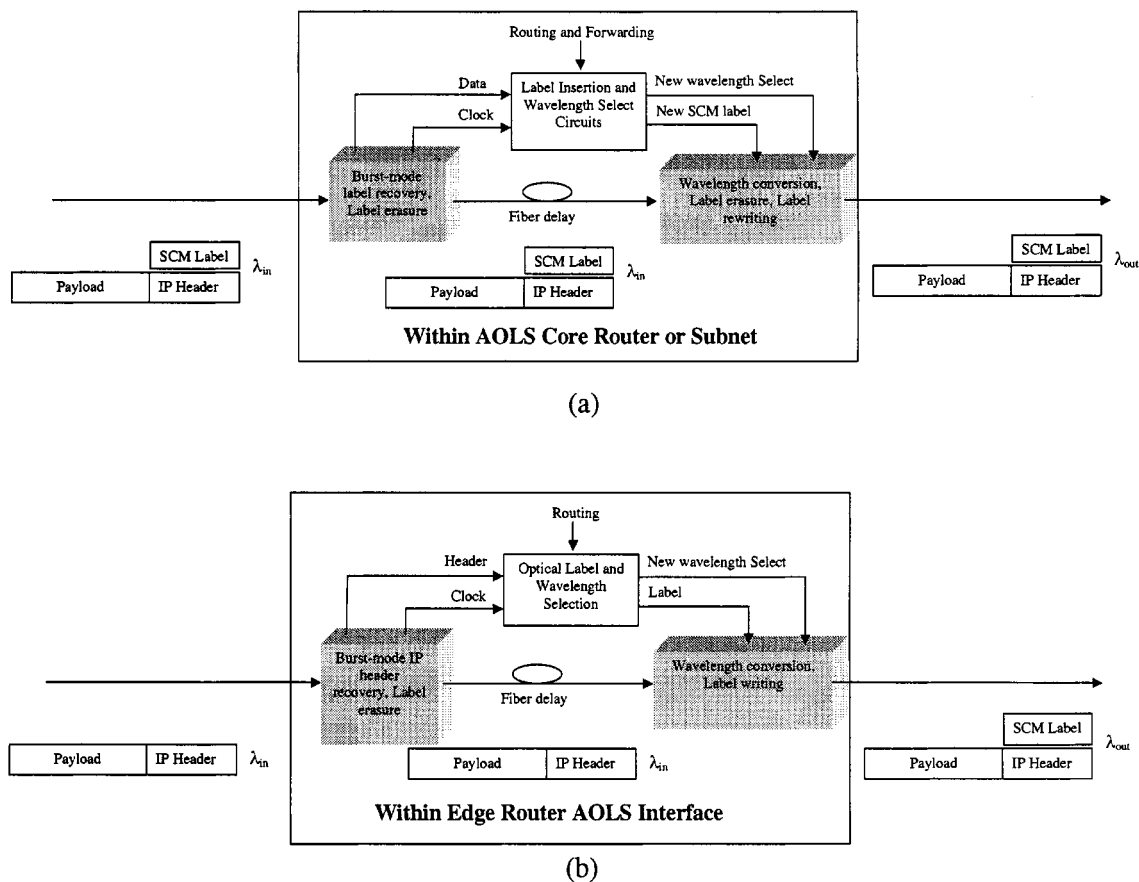 Routing and Forwarding
Data
Clock
Label Insertion and
Wavelength Select
Circuits
New wavelength Select
New SCM label
Burst-mode
label recovery,
Label erasure
Fiber delay
Wavelength conversion,
Label erasure, Label
rewriting
SCM Label
Payload
IP Header
λin
SCM Label
Payload
IP Header
λin
SCM Label
Payload
IP Header
λout
Within AOLS Core Router or Subnet
(a)
Routing
Header
Clock
Optical Label and
Wavelength
Selection
New wavelength Select
Label
Burst-mode IP
header
recovery, Label
erasure
Fiber delay
Wavelength conversion,
Label writing
Payload
IP Header
λin
Payload
IP Header
λin
SCM Label
Payload
IP Header
λout
Within Edge Router AOLS Interface
(b)